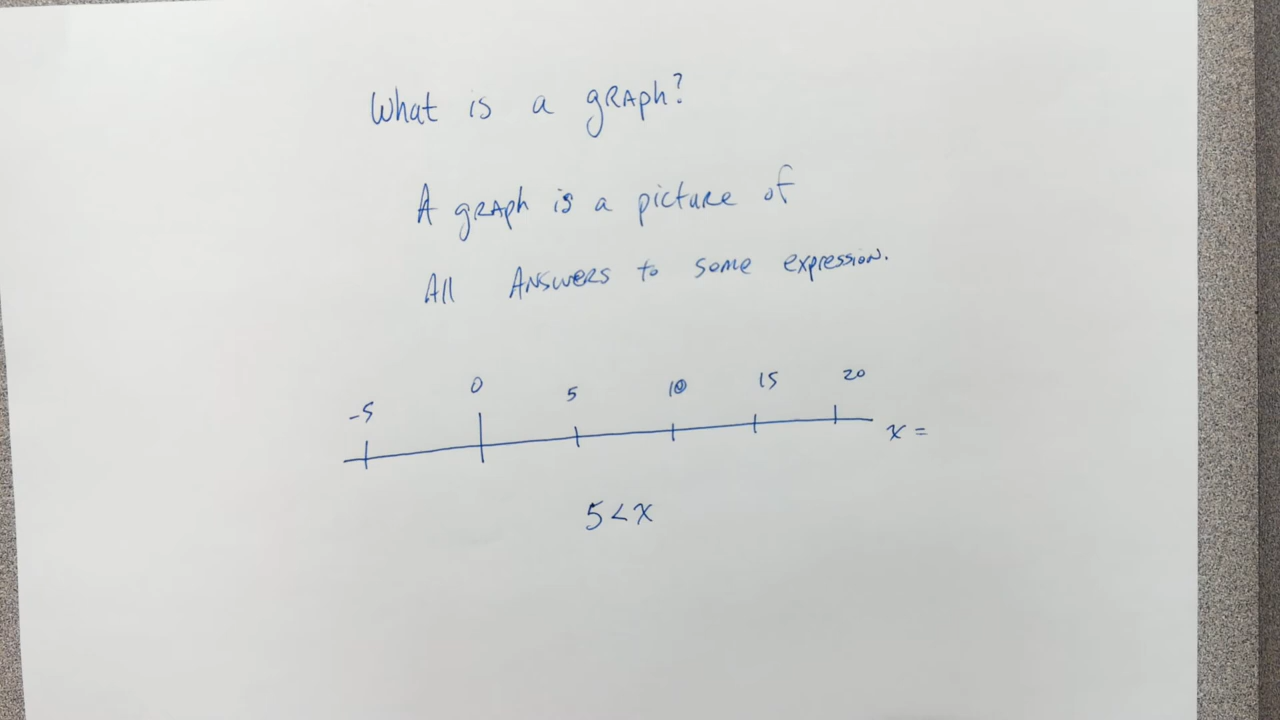 What is a graph?
A graph is a picture of
All Answers to some expression.
-5 0 5 10 15 20
x =
5<x